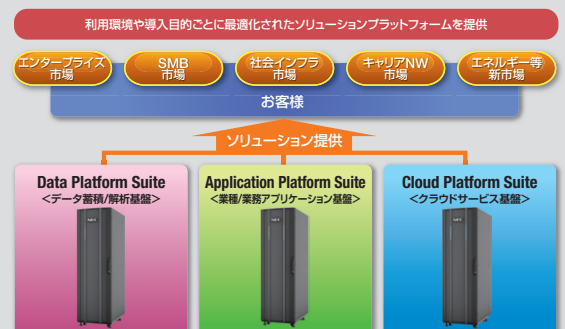 利用環境や導入目的ごとに最適化されたソリューションプラットフォームを提供
エンタープライズ
市場
SMB
市場
社会インフラ
市場
キャリアNW
市場
エネルギー等
新市場
お客様
ソリューション提供
Data Platform Suite
＜データ蓄積/解析基盤＞
Application Platform Suite
＜業種/業務アプリケーション基盤＞
Cloud Platform Suite
＜クラウドサービス基盤＞